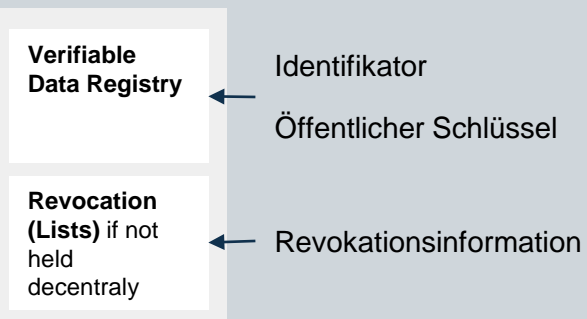 Verifiable
Data Registry
Identifikator
Öffentlicher Schlüssel
Revocation
(Lists) if not
held
decentraly
Revokationsinformation